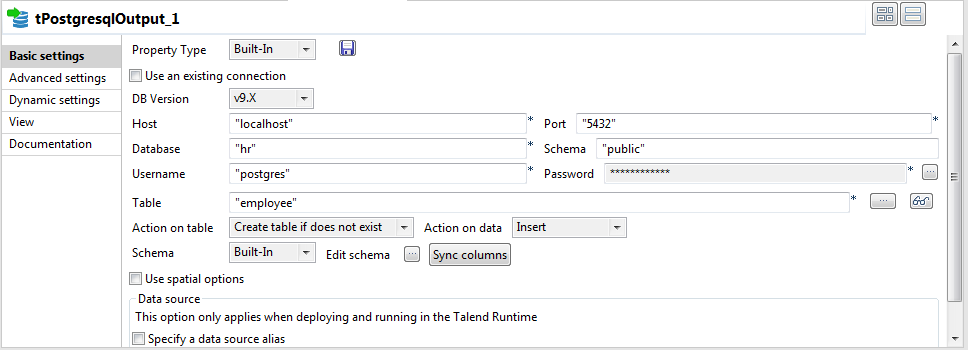 tPostgresqlOutput_1
Basic settings
Advanced settings
Dynamic settings
View
Documentation
Property Type Built-In
Use an existing connection
DB Version v9.X
Host "localhost" * Port "5432" *
Database "hr" * Schema "public"
Username "postgres" * Password ************ * ...
Table "employee" * ...
Action on table Create table if does not exist Action on data Insert
Schema Built-In Edit schema ... Sync columns
Use spatial options
Data source
This option only applies when deploying and running in the Talend Runtime
Specify a data source alias